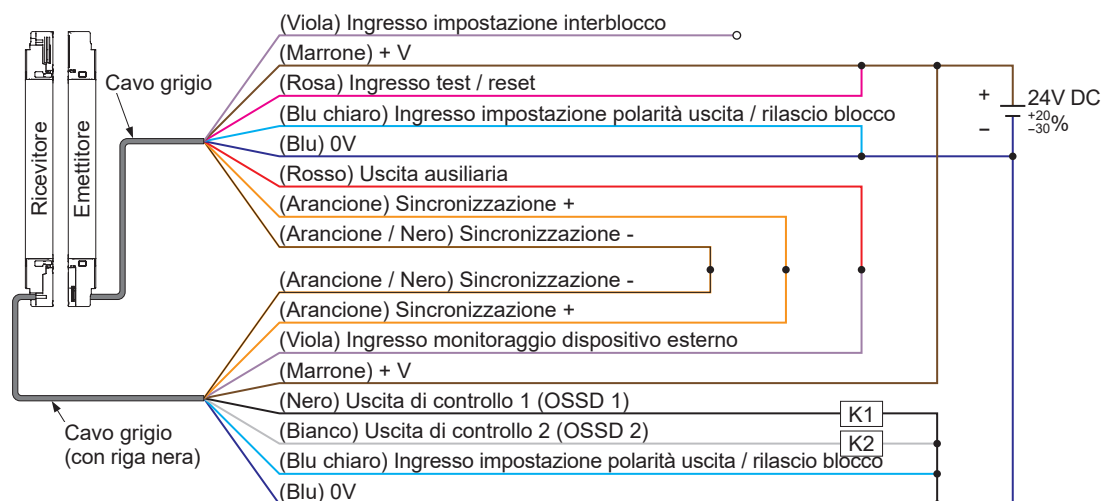 (Viola) Ingresso impostazione interblocco
(Marrone) + V
Cavo grigio
(Rosa) Ingresso test / reset
(Blu chiaro) Ingresso impostazione polarità uscita / rilascio blocco
(Blu) 0V
+
−
24V DC
+20
−30 %
Ricevitore
Emettitore
(Rosso) Uscita ausiliaria
(Arancione) Sincronizzazione +
(Arancione / Nero) Sincronizzazione -
(Arancione / Nero) Sincronizzazione -
(Arancione) Sincronizzazione +
(Viola) Ingresso monitoraggio dispositivo esterno
(Marrone) + V
(Nero) Uscita di controllo 1 (OSSD 1)
K1
Cavo grigio
(con riga nera)
(Bianco) Uscita di controllo 2 (OSSD 2)
K2
(Blu chiaro) Ingresso impostazione polarità uscita / rilascio blocco
(Blu) 0V